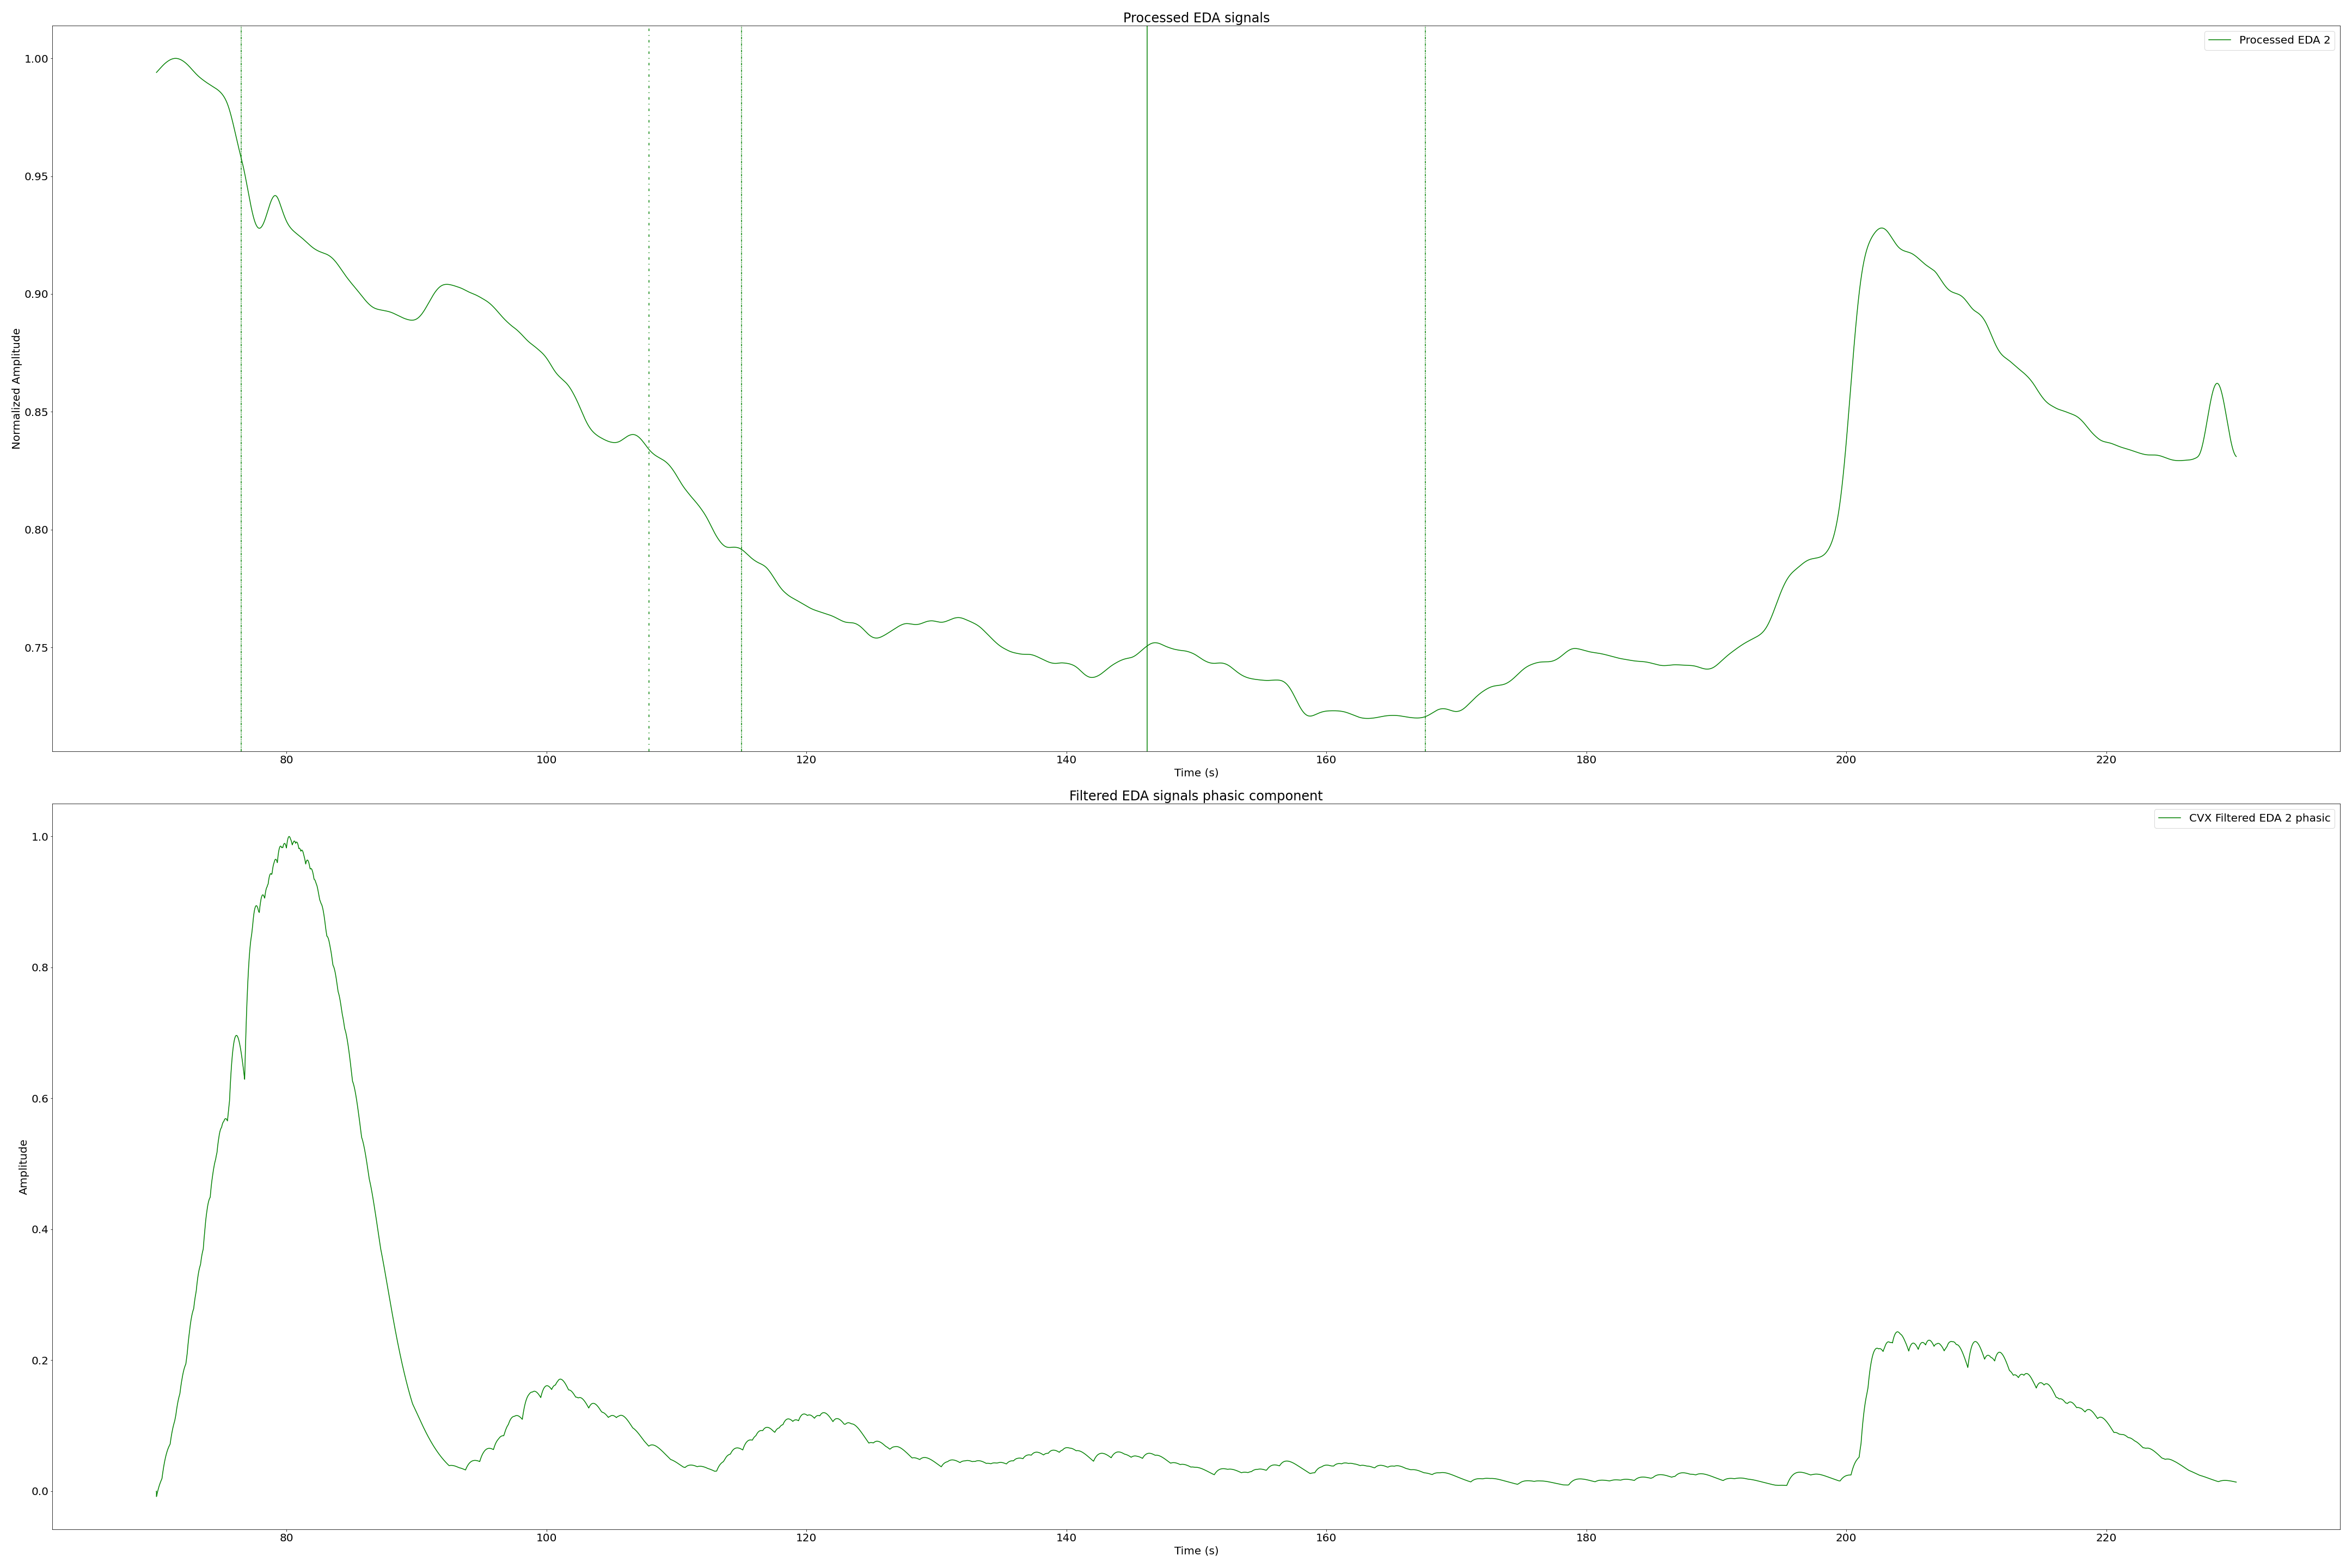 Processed EDA signals
Processed EDA 2
Normalized Amplitude
1.00
0.95
0.90
0.85
0.80
0.75
80 100 120 140 160 180 200 220
Time (s)
Filtered EDA signals phasic component
CVX Filtered EDA 2 phasic
Amplitude
1.0
0.8
0.6
0.4
0.2
0.0
80 100 120 140 160 180 200 220
Time (s)